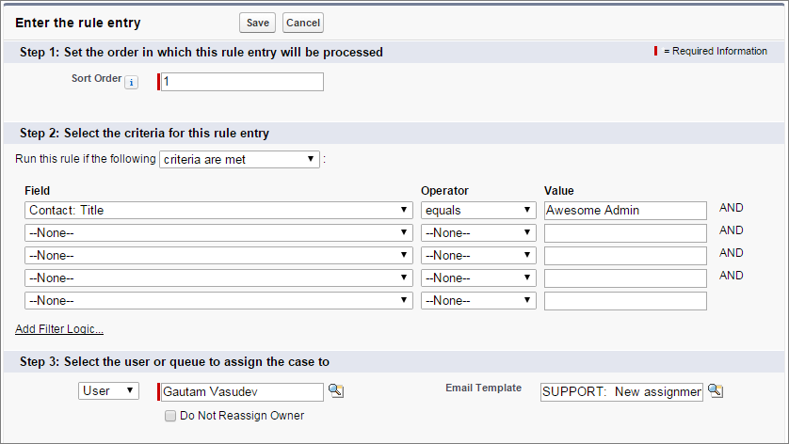 Enter the rule entry Save Cancel
Step 1: Set the order in which this rule entry will be processed = Required Information
Sort Order i 1
Step 2: Select the criteria for this rule entry
Run this rule if the following criteria are met :
Field Operator Value
Contact: Title equals Awesome Admin AND
--None-- --None-- AND
--None-- --None-- AND
--None-- --None-- AND
--None-- --None--
Add Filter Logic...
Step 3: Select the user or queue to assign the case to
User Gautam Vasudev Email Template SUPPORT: New assignmer
Do Not Reassign Owner